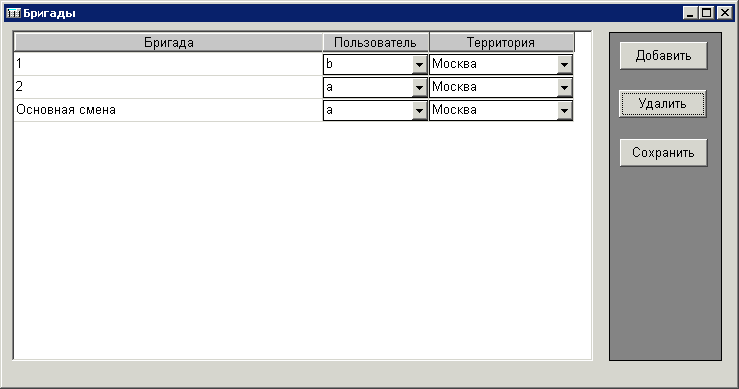 Бригады
Бригада Пользователь Территория
1 b Москва
2 a Москва
Основная смена a Москва
Добавить
Удалить
Сохранить